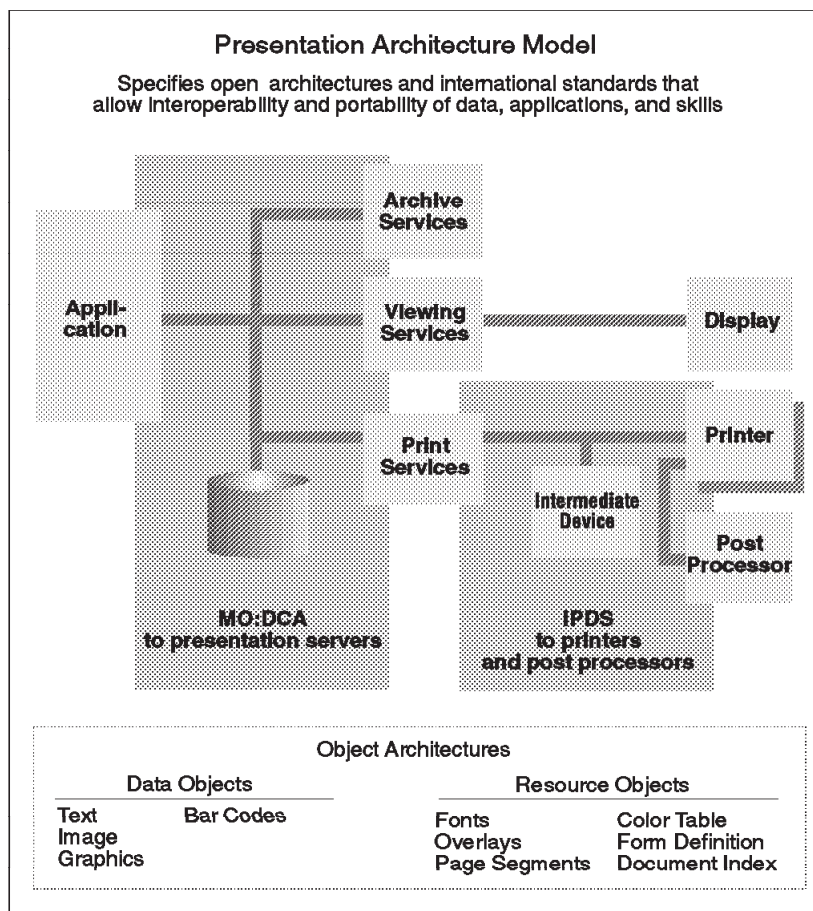 Presentation Architecture Model
Specifies open architectures and international standards that
allow interoperability and portability of data, applications, and skills
Archive
Services
Appli-
cation
Viewing
Services
Display
Print
Services
Printer
Intermediate
Device
Post
Processor
MO:DCA
to presentation servers
IPDS
to printers
and post processors
Object Architectures
Data Objects
Resource Objects
Text
Bar Codes
Image
Graphics
Fonts
Color Table
Overlays
Form Definition
Page Segments
Document Index